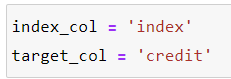 index_col = 'index'
target_col = 'credit'